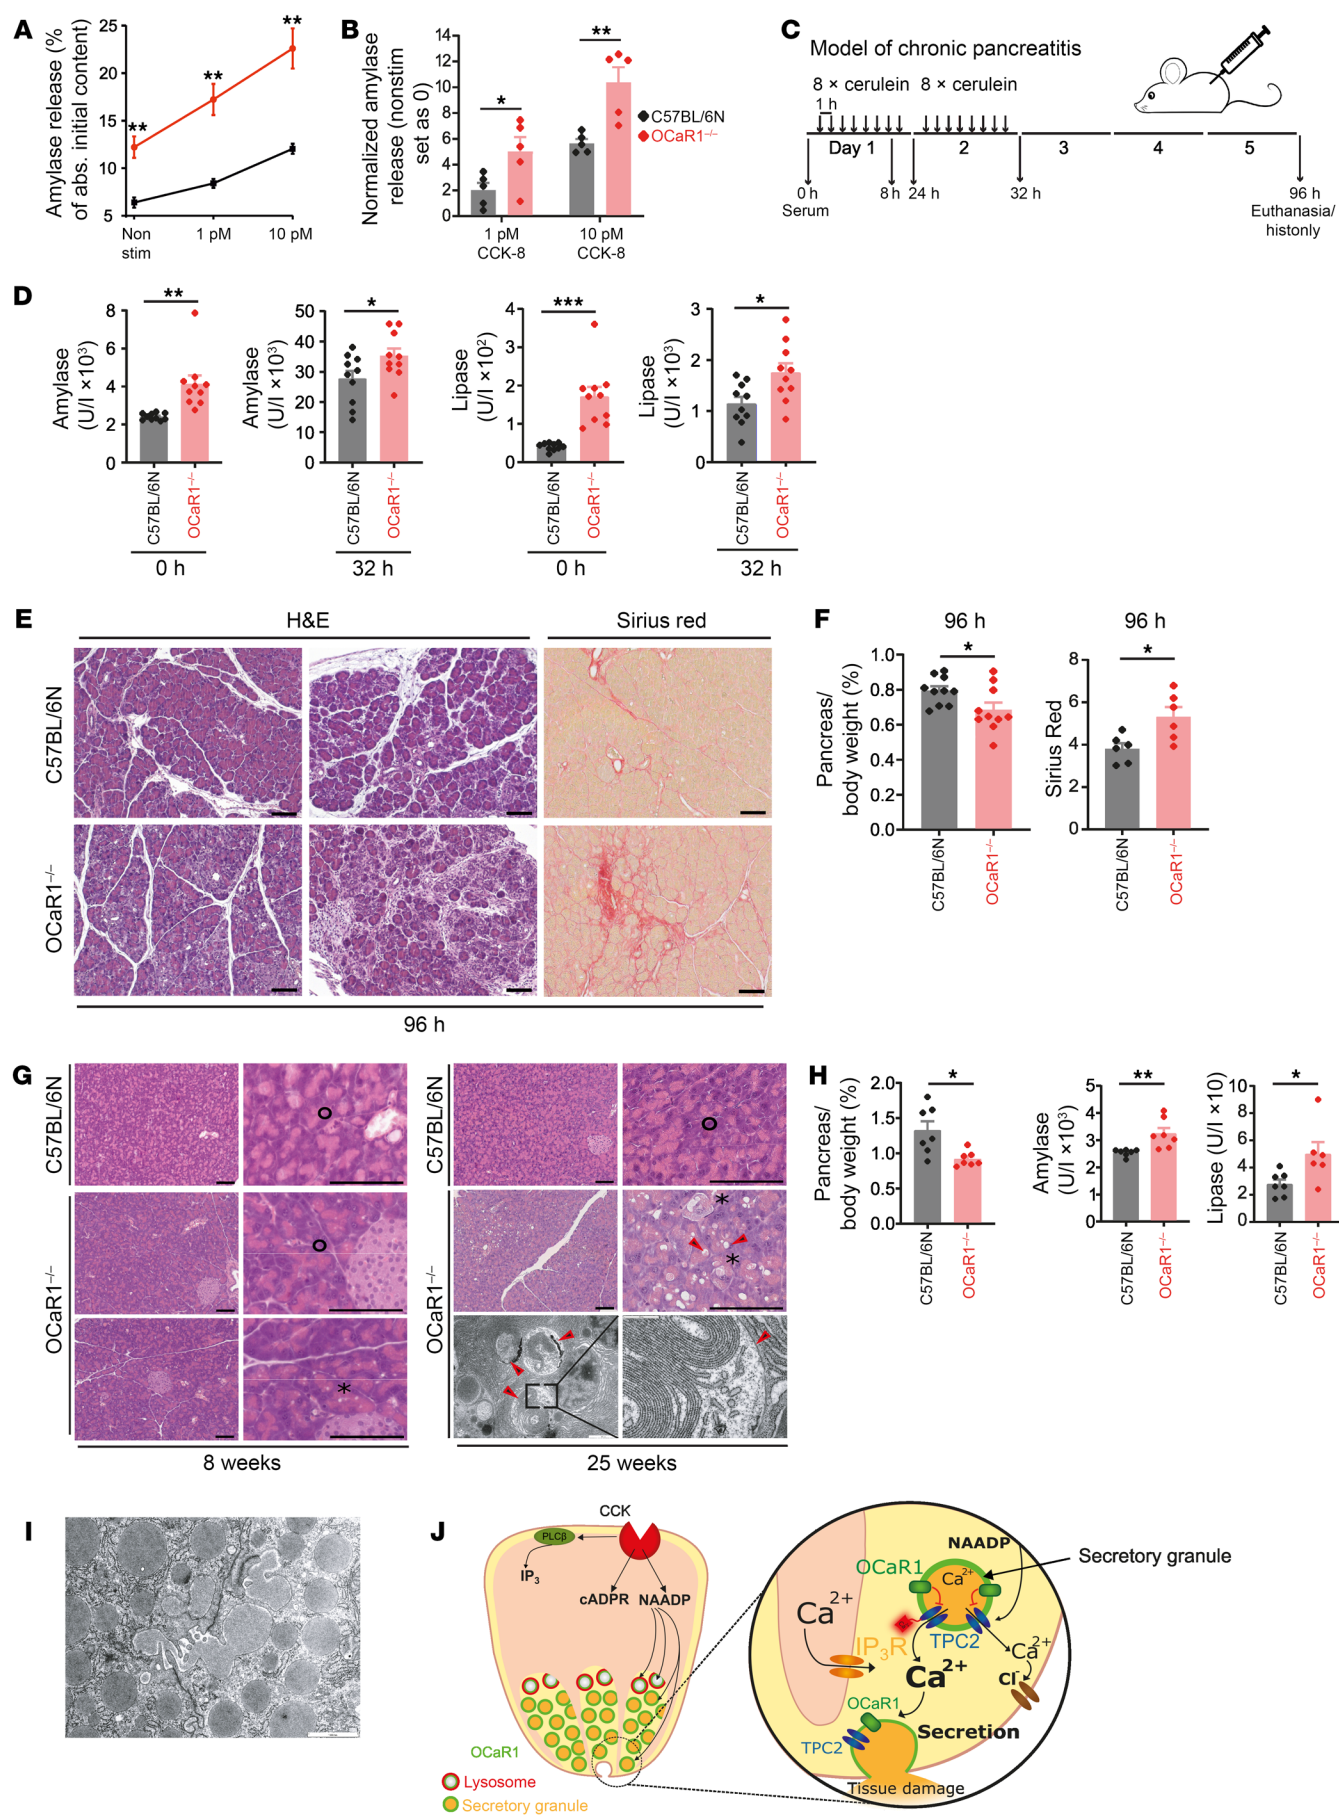 A
Amylase release (%
of abs. initial content)
25
20
15
10
5
**
**
**
Non
stim
1 pM
10 pM
B
Normalized amylase
release (nonstim
set as 0)
14
12
10
8
6
4
2
0
*
**
1 pM
CCK-8
10 pM
CCK-8
C57BL/6N
OCaR1–/–
C
Model of chronic pancreatitis
8 × cerulein
8 × cerulein
1 h
Day 1
2
3
4
5
0 h
Serum
8 h
24 h
32 h
96 h
Euthanasia/
histonly
D
Amylase
(U/l ×10³)
8
6
4
2
0
**
C57BL/6N
OCaR1–/–
0 h
Amylase
(U/l ×10³)
50
40
30
20
10
0
*
C57BL/6N
OCaR1–/–
32 h
Lipase
(U/l ×10²)
4
3
2
1
0
***
C57BL/6N
OCaR1–/–
0 h
Lipase
(U/l ×10³)
3
2
1
0
*
C57BL/6N
OCaR1–/–
32 h
E
H&E
Sirius red
C57BL/6N
OCaR1–/–
96 h
F
96 h
Pancreas/
body weight (%)
1.0
0.8
0.6
0.4
0.2
0.0
*
C57BL/6N
OCaR1–/–
96 h
Sirius Red
8
6
4
2
0
*
C57BL/6N
OCaR1–/–
G
C57BL/6N
OCaR1–/–
*
8 weeks
C57BL/6N
OCaR1–/–
*
*
25 weeks
H
Pancreas/
body weight (%)
2.0
1.5
1.0
0.5
0.0
*
C57BL/6N
OCaR1–/–
Amylase
(U/l ×10³)
5
4
3
2
1
0
**
C57BL/6N
OCaR1–/–
Lipase (U/l ×10)
10
8
6
4
2
0
*
C57BL/6N
OCaR1–/–
I
J
CCK
PLCβ
IP₃
cADPR
NAADP
OCaR1
Lysosome
Secretory granule
NAADP
Secretory granule
OCaR1
Ca²⁺
Ca²⁺
TPC2
IP₃R
Ca²⁺
Ca²⁺
Cl⁻
OCaR1
Secretion
TPC2
Tissue damage